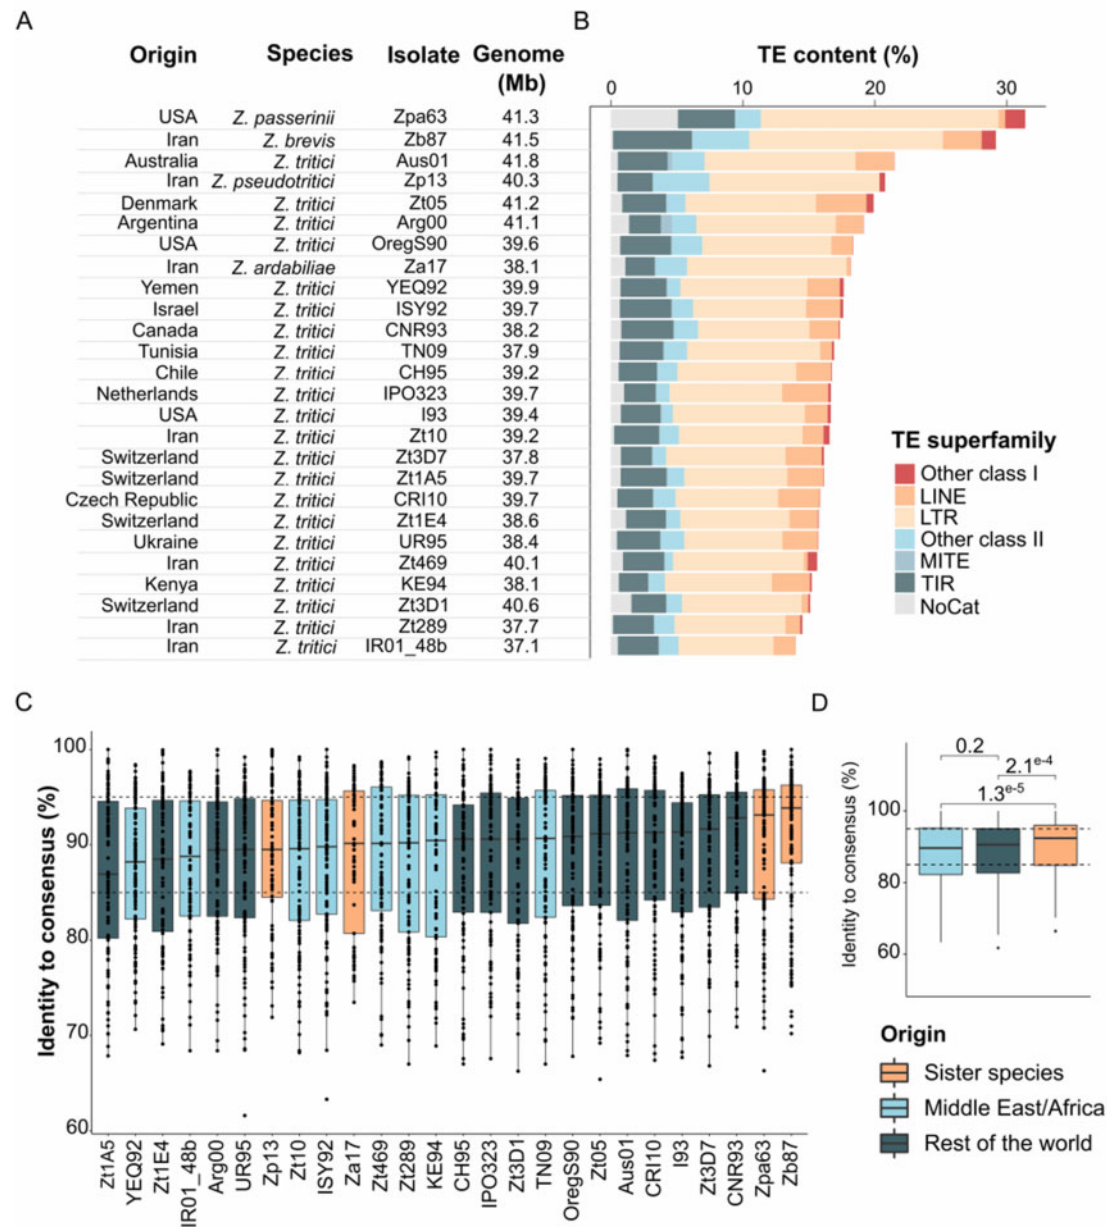 A
B
Origin Species Isolate Genome (Mb)
TE content (%)
0 10 20 30
USA Z. passerinii Zpa63 41.3
Iran Z. brevis Zb87 41.5
Australia Z. tritici Aus01 41.8
Iran Z. pseudotritici Zp13 40.3
Denmark Z. tritici Zt05 41.2
Argentina Z. tritici Arg00 41.1
USA Z. tritici OregS90 39.6
Iran Z. ardabiliae Za17 38.1
Yemen Z. tritici YEQ92 39.9
Israel Z. tritici ISY92 39.7
Canada Z. tritici CNR93 38.2
Tunisia Z. tritici TN09 37.9
Chile Z. tritici CH95 39.2
Netherlands Z. tritici IPO323 39.7
USA Z. tritici I93 39.4
Iran Z. tritici Zt10 39.2
Switzerland Z. tritici Zt3D7 37.8
Switzerland Z. tritici Zt1A5 39.7
Czech Republic Z. tritici CRI10 39.7
Switzerland Z. tritici Zt1E4 38.6
Ukraine Z. tritici UR95 38.4
Iran Z. tritici Zt469 40.1
Kenya Z. tritici KE94 38.1
Switzerland Z. tritici Zt3D1 40.6
Iran Z. tritici Zt289 37.7
Iran Z. tritici IR01_48b 37.1
TE superfamily
Other class I
LINE
LTR
Other class II
MITE
TIR
NoCat
C
Identity to consensus (%)
100
90
80
70
60
Zt1A5
YEQ92
Zt1E4
IR01_48b
Arg00
UR95
Zp13
Zt10
ISY92
Za17
Zt469
Zt289
KE94
CH95
IPO323
Zt3D1
TN09
OregS90
Zt05
Aus01
CRI10
I93
Zt3D7
CNR93
Zpa63
Zb87
D
Identity to consensus (%)
0.2
2.1e-4
1.3e-5
100
80
60
Origin
Sister species
Middle East/Africa
Rest of the world